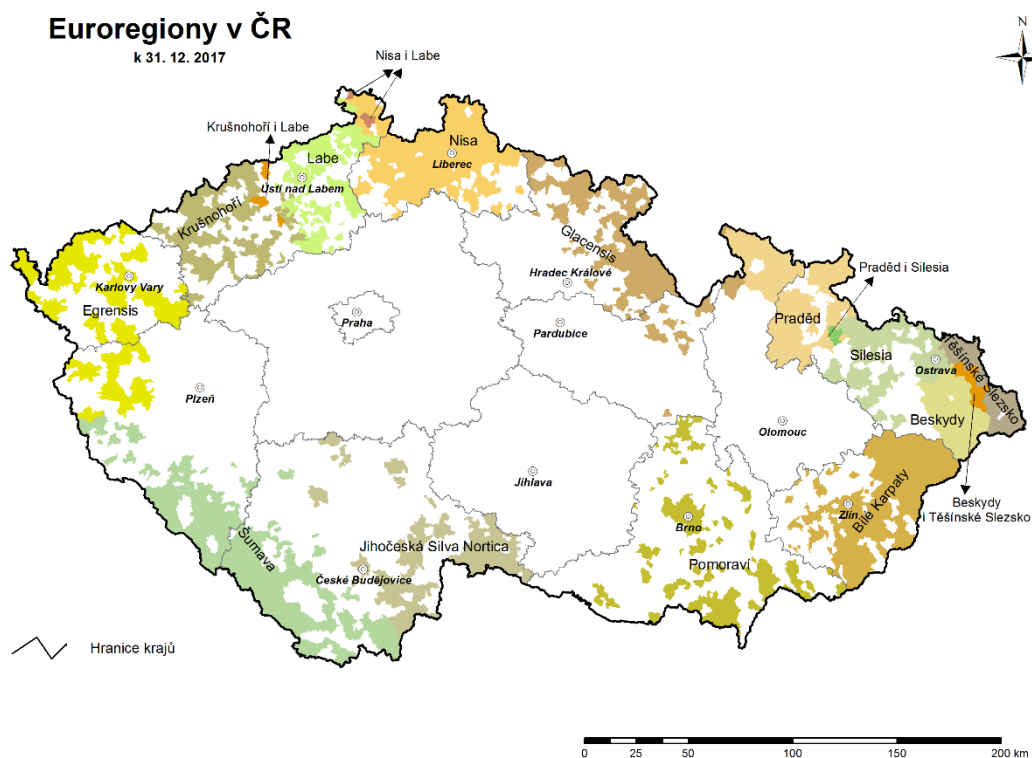 Euroregiony v ČR
k 31. 12. 2017
N
Nisa i Labe
Krušnohoří i Labe
Labe
Nisa
Liberec
Ústí nad Labem
Krušnohoří
Glacensis
Hradec Králové
Karlovy Vary
Egrensis
Praha
Pardubice
Praděd i Silesia
Praděd
Silesia
Ostrava
Těšínské Slezsko
Plzeň
Beskydy
Olomouc
Jihlava
Beskydy
i Těšínské Slezsko
Zlín
Bílé Karpaty
Brno
Šumava
Jihočeská Silva Nortica
České Budějovice
Pomoraví
Hranice krajů
0 25 50 100 150 200 km